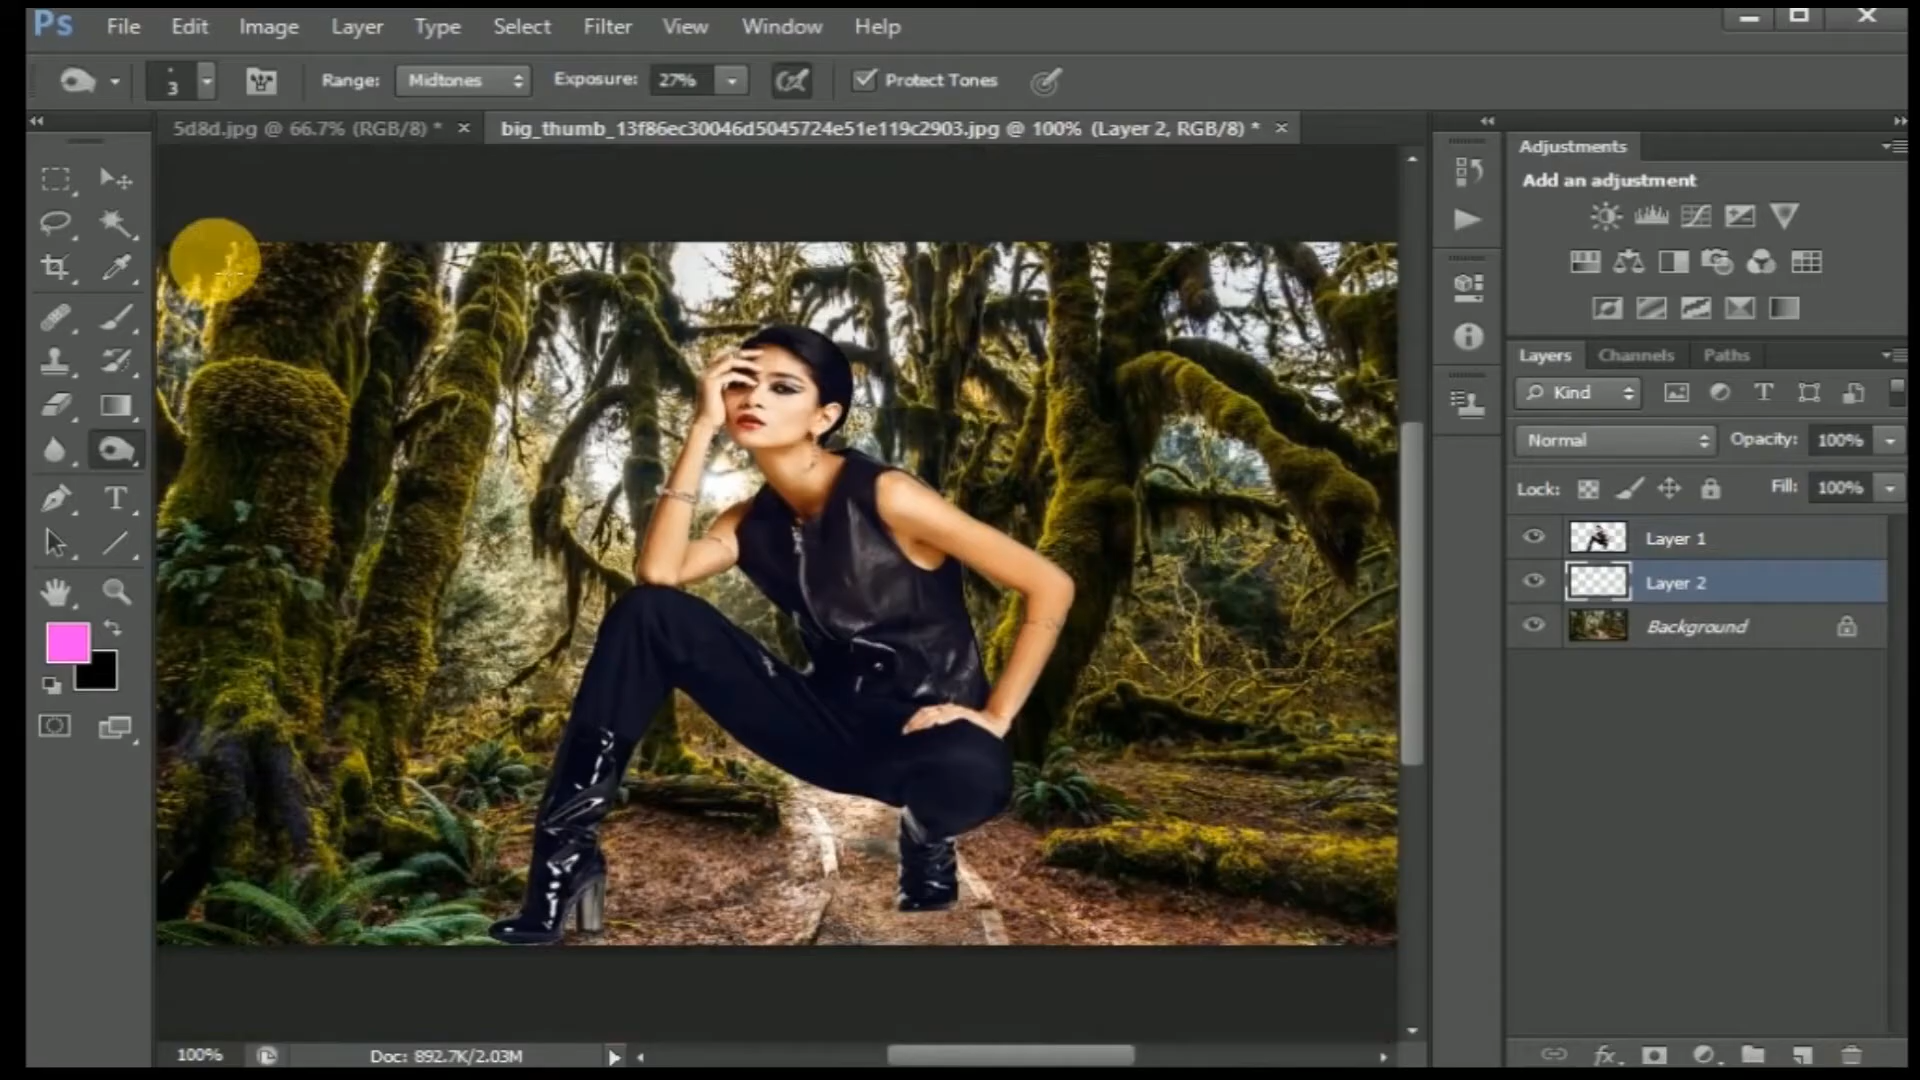 Ps File Edit Image Layer Type Select Filter View Window Help
3 Range: Midtones Exposure: 27% Protect Tones
5d8d.jpg @ 66.7% (RGB/8) * big_thumb_13f86ec30046d5045724e51e119c2903.jpg @ 100% (Layer 2, RGB/8) *
Adjustments
Add an adjustment
Layers Channels Paths
Kind
Normal Opacity: 100%
Lock: Fill: 100%
Layer 1
Layer 2
Background
100% Doc: 892.7K/2.03M